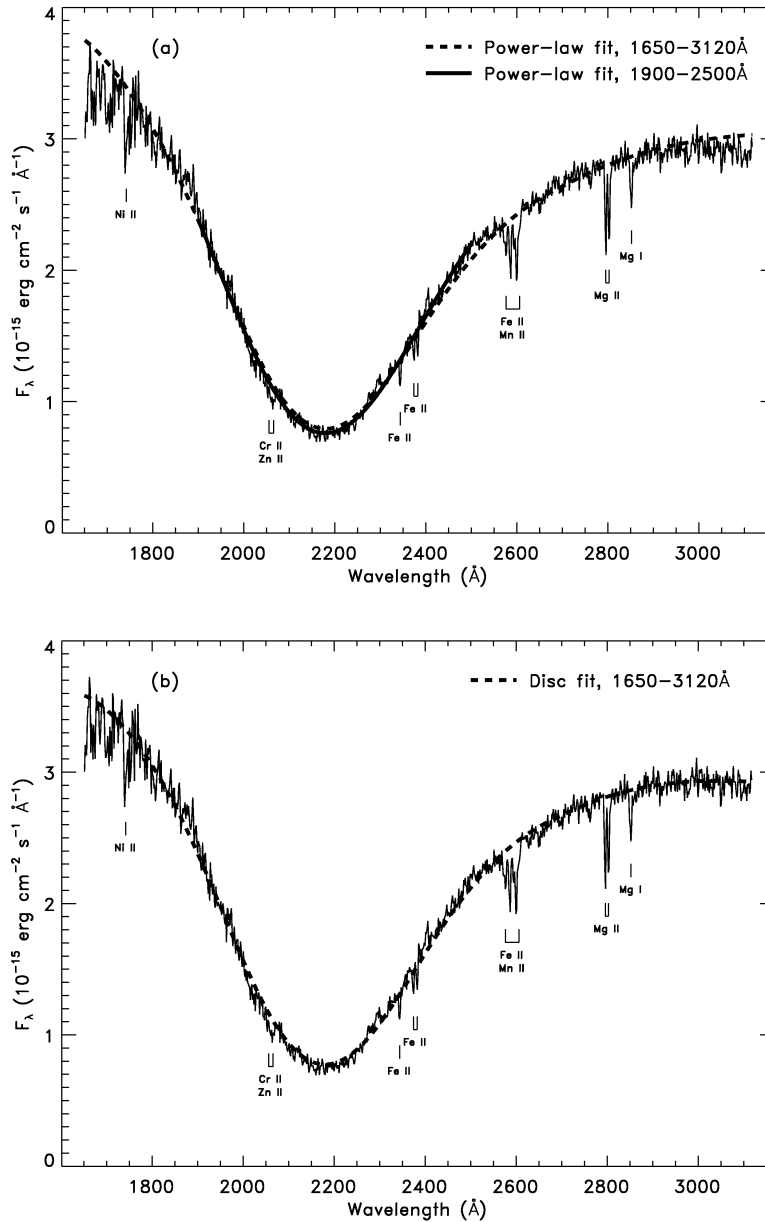 4
(a)
Power-law fit, 1650-3120Å
Power-law fit, 1900-2500Å
3
2
1
0
F_λ (10⁻¹⁵ erg cm⁻² s⁻¹ Å⁻¹)
Ni II
Cr II
Zn II
Fe II
Fe II
Fe II
Mn II
Mg II
Mg I
1800 2000 2200 2400 2600 2800 3000
Wavelength (Å)
4
(b)
Disc fit, 1650-3120Å
3
2
1
0
F_λ (10⁻¹⁵ erg cm⁻² s⁻¹ Å⁻¹)
Ni II
Cr II
Zn II
Fe II
Fe II
Fe II
Mn II
Mg II
Mg I
1800 2000 2200 2400 2600 2800 3000
Wavelength (Å)